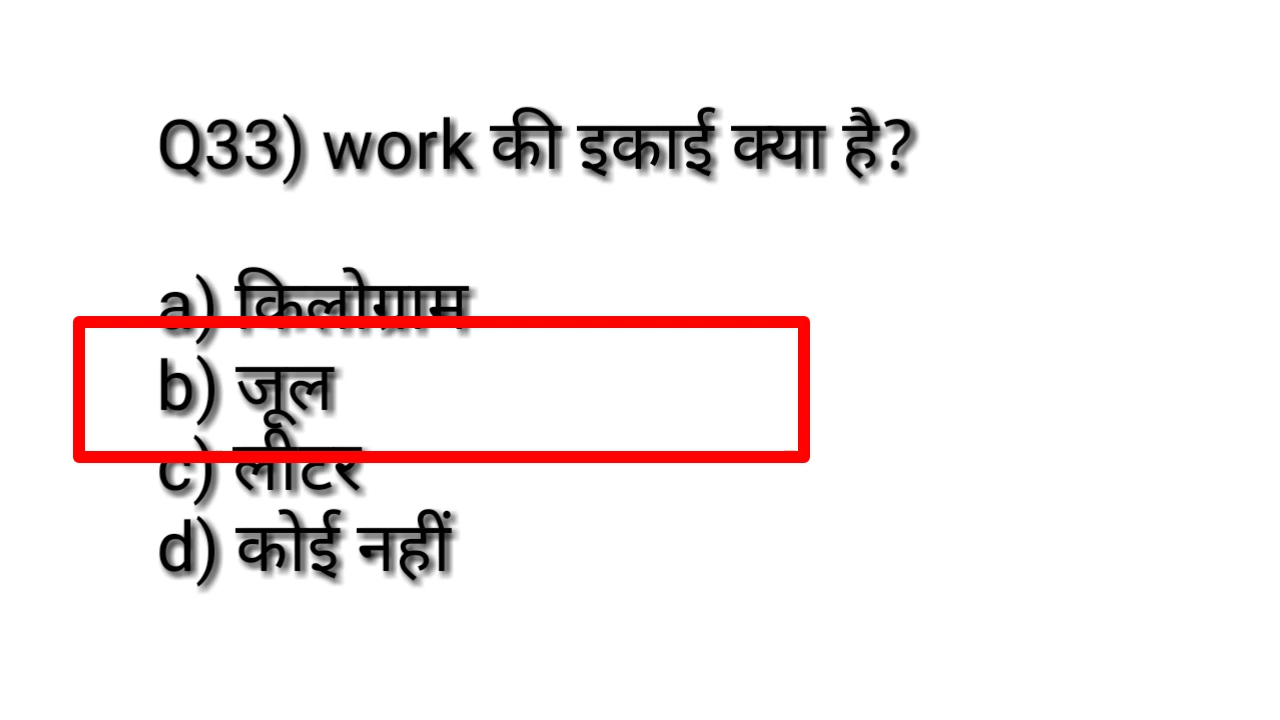 Q33) work की इकाई क्या है?
a) किलोग्राम
b) जूल
c) लीटर
d) कोई नहीं